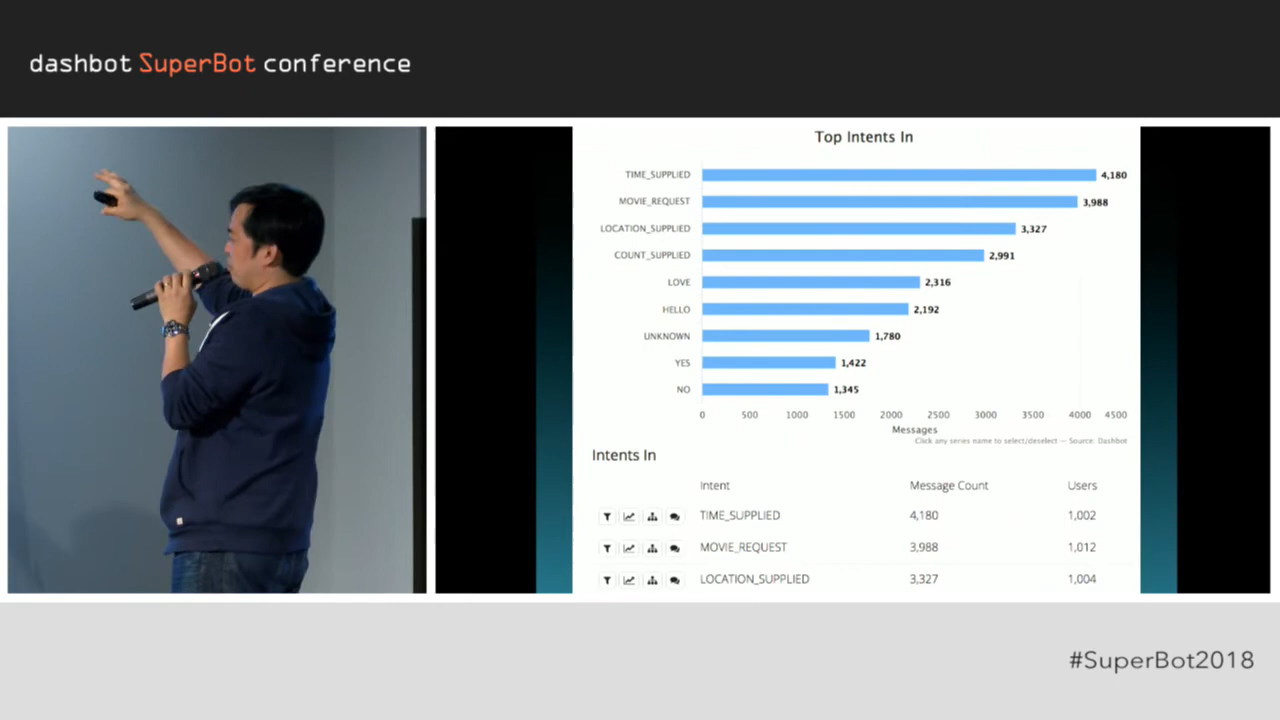 dashbot SuperBot conference
Top Intents In
TIME_SUPPLIED 4,180
MOVIE_REQUEST 3,988
LOCATION_SUPPLIED 3,327
COUNT_SUPPLIED 2,991
LOVE 2,316
HELLO 2,192
UNKNOWN 1,780
YES 1,422
NO 1,345
0 500 1000 1500 2000 2500 3000 3500 4000 4500
Messages
Click any series name to select/deselect — Source: Dashbot
Intents In
Intent Message Count Users
TIME_SUPPLIED 4,180 1,002
MOVIE_REQUEST 3,988 1,012
LOCATION_SUPPLIED 3,327 1,004
#SuperBot2018